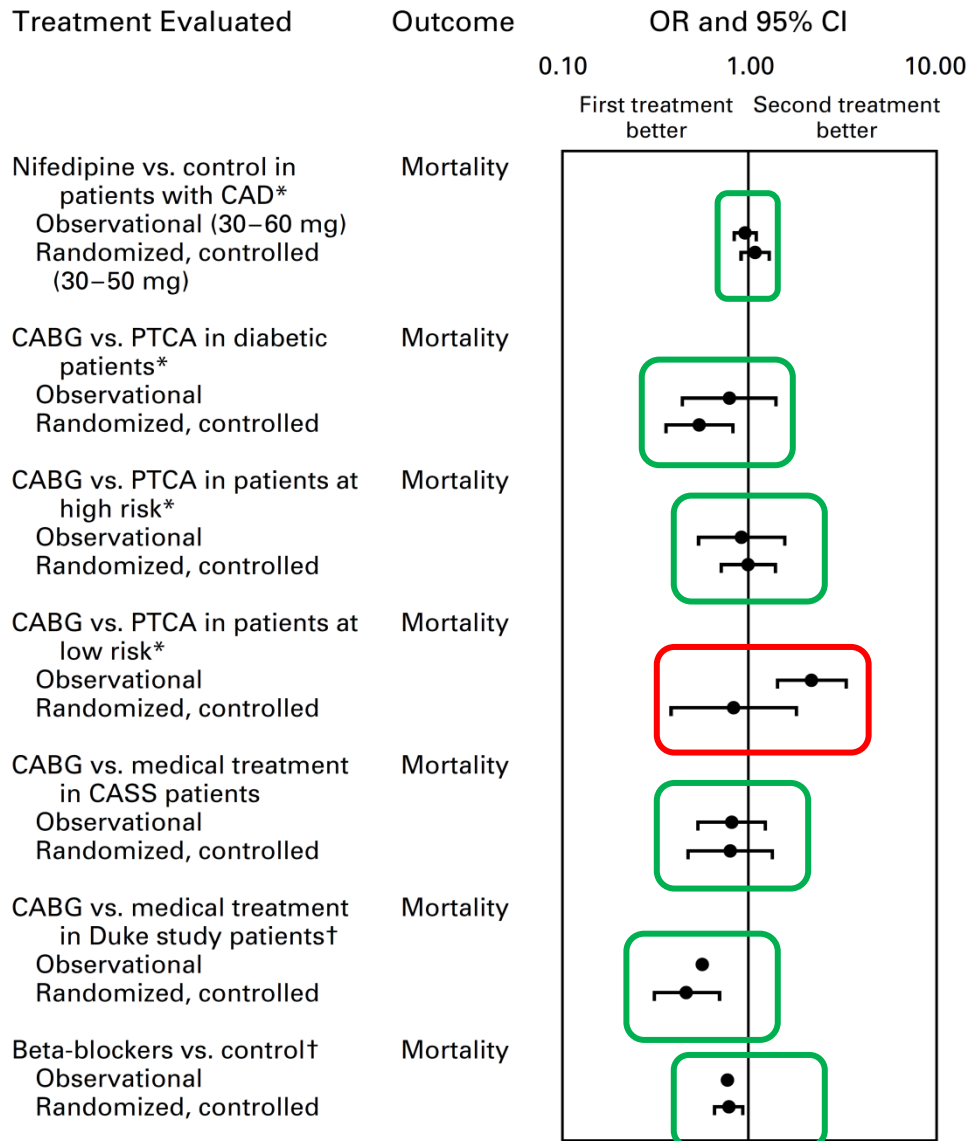 Treatment Evaluated Outcome OR and 95% CI
0.10 1.00 10.00
First treatment better Second treatment better
Nifedipine vs. control in Mortality
patients with CAD*
Observational (30–60 mg)
Randomized, controlled
(30–50 mg)
CABG vs. PTCA in diabetic Mortality
patients*
Observational
Randomized, controlled
CABG vs. PTCA in patients at Mortality
high risk*
Observational
Randomized, controlled
CABG vs. PTCA in patients at Mortality
low risk*
Observational
Randomized, controlled
CABG vs. medical treatment Mortality
in CASS patients
Observational
Randomized, controlled
CABG vs. medical treatment Mortality
in Duke study patients†
Observational
Randomized, controlled
Beta-blockers vs. control† Mortality
Observational
Randomized, controlled